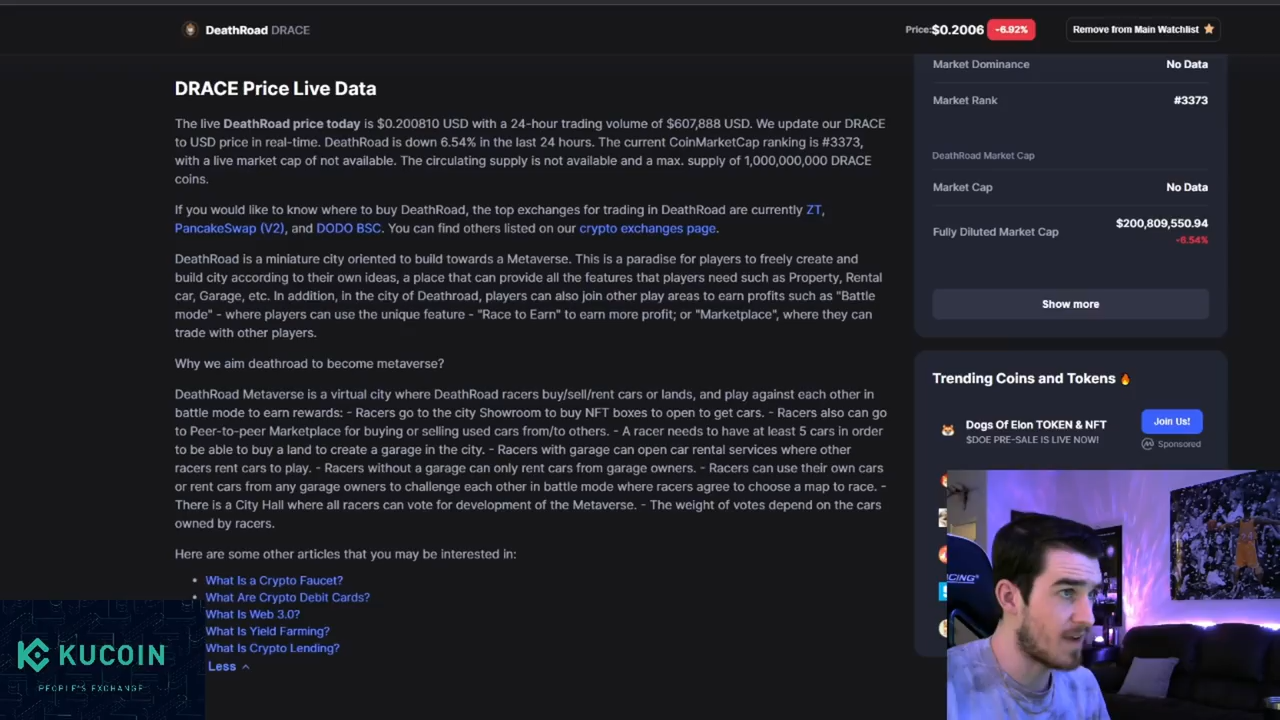 DeathRoad DRACE
Price:$0.2006 -6.92%
Remove from Main Watchlist
DRACE Price Live Data
The live DeathRoad price today is $0.200810 USD with a 24-hour trading volume of $607,888 USD. We update our DRACE
to USD price in real-time. DeathRoad is down 6.54% in the last 24 hours. The current CoinMarketCap ranking is #3373,
with a live market cap of not available. The circulating supply is not available and a max. supply of 1,000,000,000 DRACE
coins.
If you would like to know where to buy DeathRoad, the top exchanges for trading in DeathRoad are currently ZT,
PancakeSwap (V2), and DODO BSC. You can find others listed on our crypto exchanges page.
DeathRoad is a miniature city oriented to build towards a Metaverse. This is a paradise for players to freely create and
build city according to their own ideas, a place that can provide all the features that players need such as Property, Rental
car, Garage, etc. In addition, in the city of Deathroad, players can also join other play areas to earn profits such as "Battle
mode" - where players can use the unique feature - "Race to Earn" to earn more profit; or "Marketplace", where they can
trade with other players.
Why we aim deathroad to become metaverse?
DeathRoad Metaverse is a virtual city where DeathRoad racers buy/sell/rent cars or lands, and play against each other in
battle mode to earn rewards: - Racers go to the city Showroom to buy NFT boxes to open to get cars. - Racers also can go
to Peer-to-peer Marketplace for buying or selling used cars from/to others. - A racer needs to have at least 5 cars in order
to be able to buy a land to create a garage in the city. - Racers with garage can open car rental services where other
racers rent cars to play. - Racers without a garage can only rent cars from garage owners. - Racers can use their own cars
or rent cars from any garage owners to challenge each other in battle mode where racers agree to choose a map to race. -
There is a City Hall where all racers can vote for development of the Metaverse. - The weight of votes depend on the cars
owned by racers.
Here are some other articles that you may be interested in:
• What Is a Crypto Faucet?
• What Are Crypto Debit Cards?
What Is Web 3.0?
What Is Yield Farming?
What Is Crypto Lending?
Less
KUCOIN
PEOPLE'S EXCHANGE
Market Dominance No Data
Market Rank #3373
DeathRoad Market Cap
Market Cap No Data
Fully Diluted Market Cap $200,809,550.94
-6.54%
Show more
Trending Coins and Tokens
Dogs Of Elon TOKEN & NFT
$DOE PRE-SALE IS LIVE NOW!
Join Us!
Sponsored